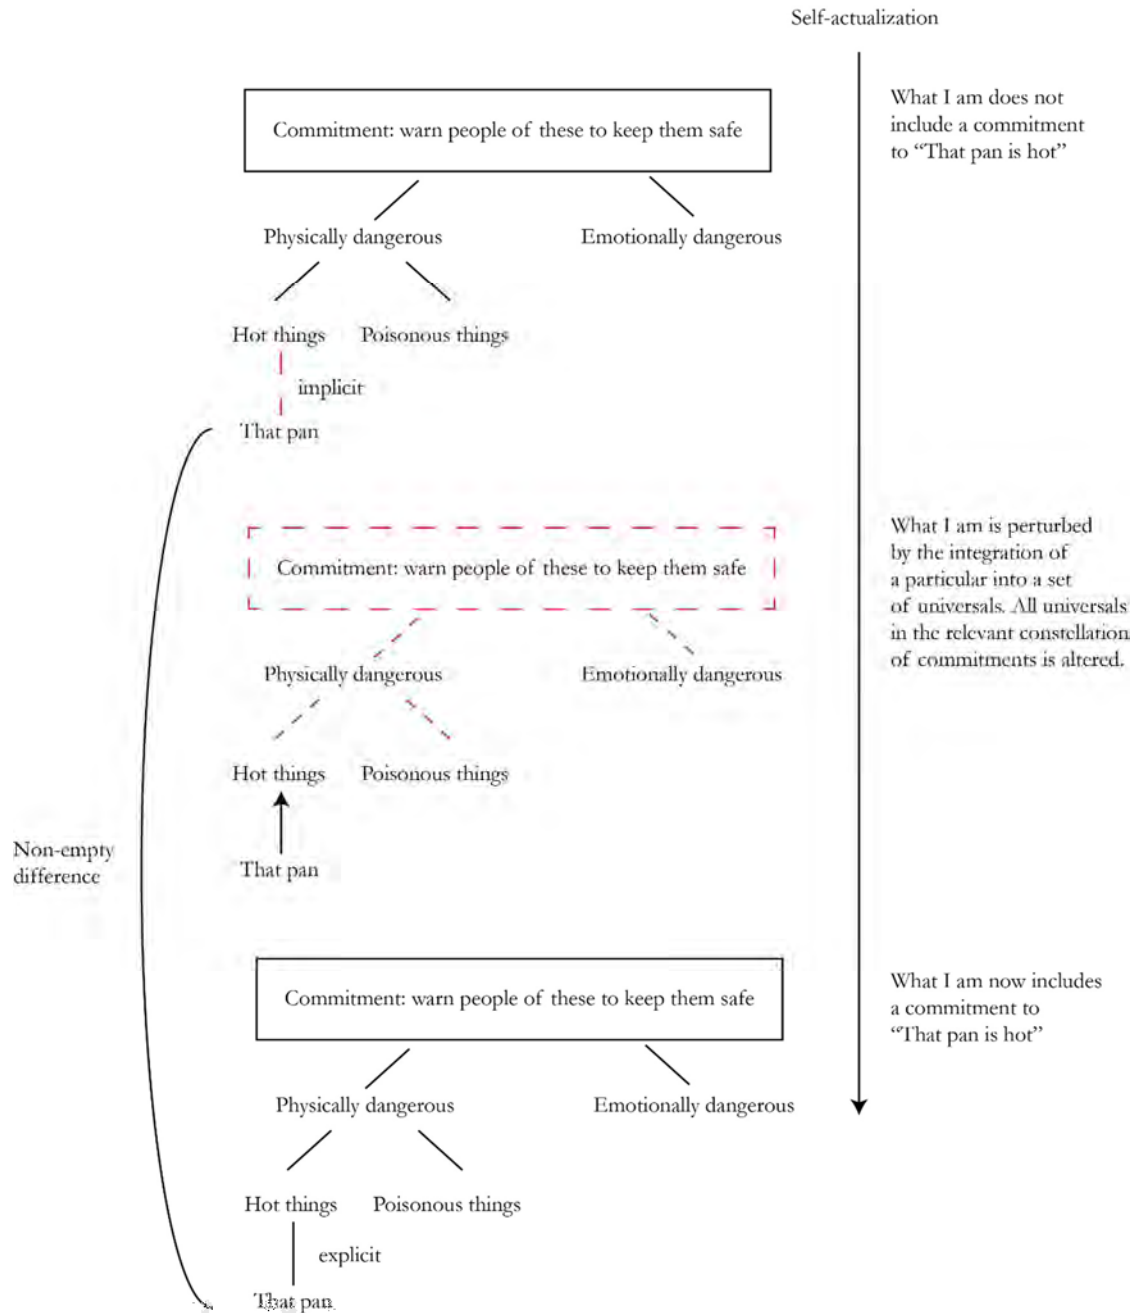 Self-actualization
Commitment: warn people of these to keep them safe
What I am does not
include a commitment
to “That pan is hot”
Physically dangerous
Emotionally dangerous
Hot things
Poisonous things
implicit
That pan
Commitment: warn people of these to keep them safe
What I am is perturbed
by the integration of
a particular into a set
of universals. All universals
in the relevant constellation
of commitments is altered.
Physically dangerous
Emotionally dangerous
Hot things
Poisonous things
Non-empty
difference
That pan
Commitment: warn people of these to keep them safe
What I am now includes
a commitment to
“That pan is hot”
Physically dangerous
Emotionally dangerous
Hot things
Poisonous things
explicit
That pan